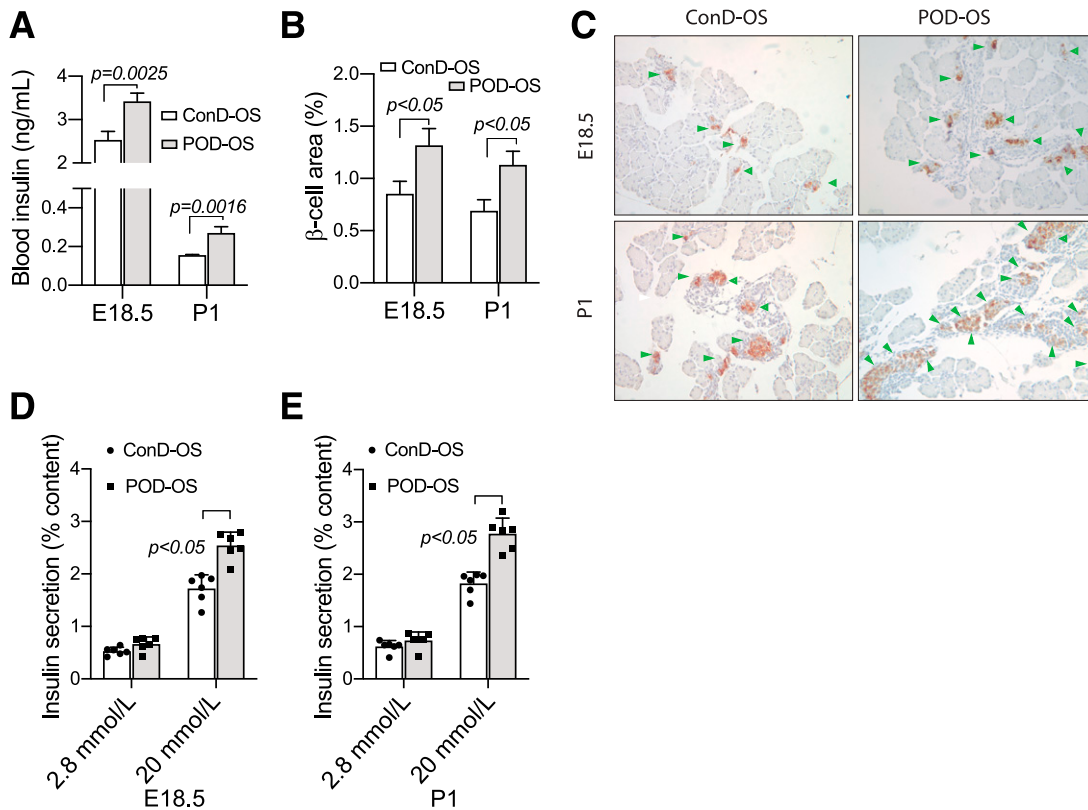 A
Blood insulin (ng/mL)
4
3
2
0.4
0.2
0.0
p=0.0025
p=0.0016
ConD-OS
POD-OS
E18.5
P1
B
β-cell area (%)
2.0
1.5
1.0
0.5
0.0
ConD-OS
POD-OS
p<0.05
p<0.05
E18.5
P1
C
ConD-OS
POD-OS
E18.5
P1
D
Insulin secretion (% content)
ConD-OS
POD-OS
4
3
2
1
0
p<0.05
2.8 mmol/L
20 mmol/L
E18.5
E
Insulin secretion (% content)
ConD-OS
POD-OS
4
3
2
1
0
p<0.05
2.8 mmol/L
20 mmol/L
P1